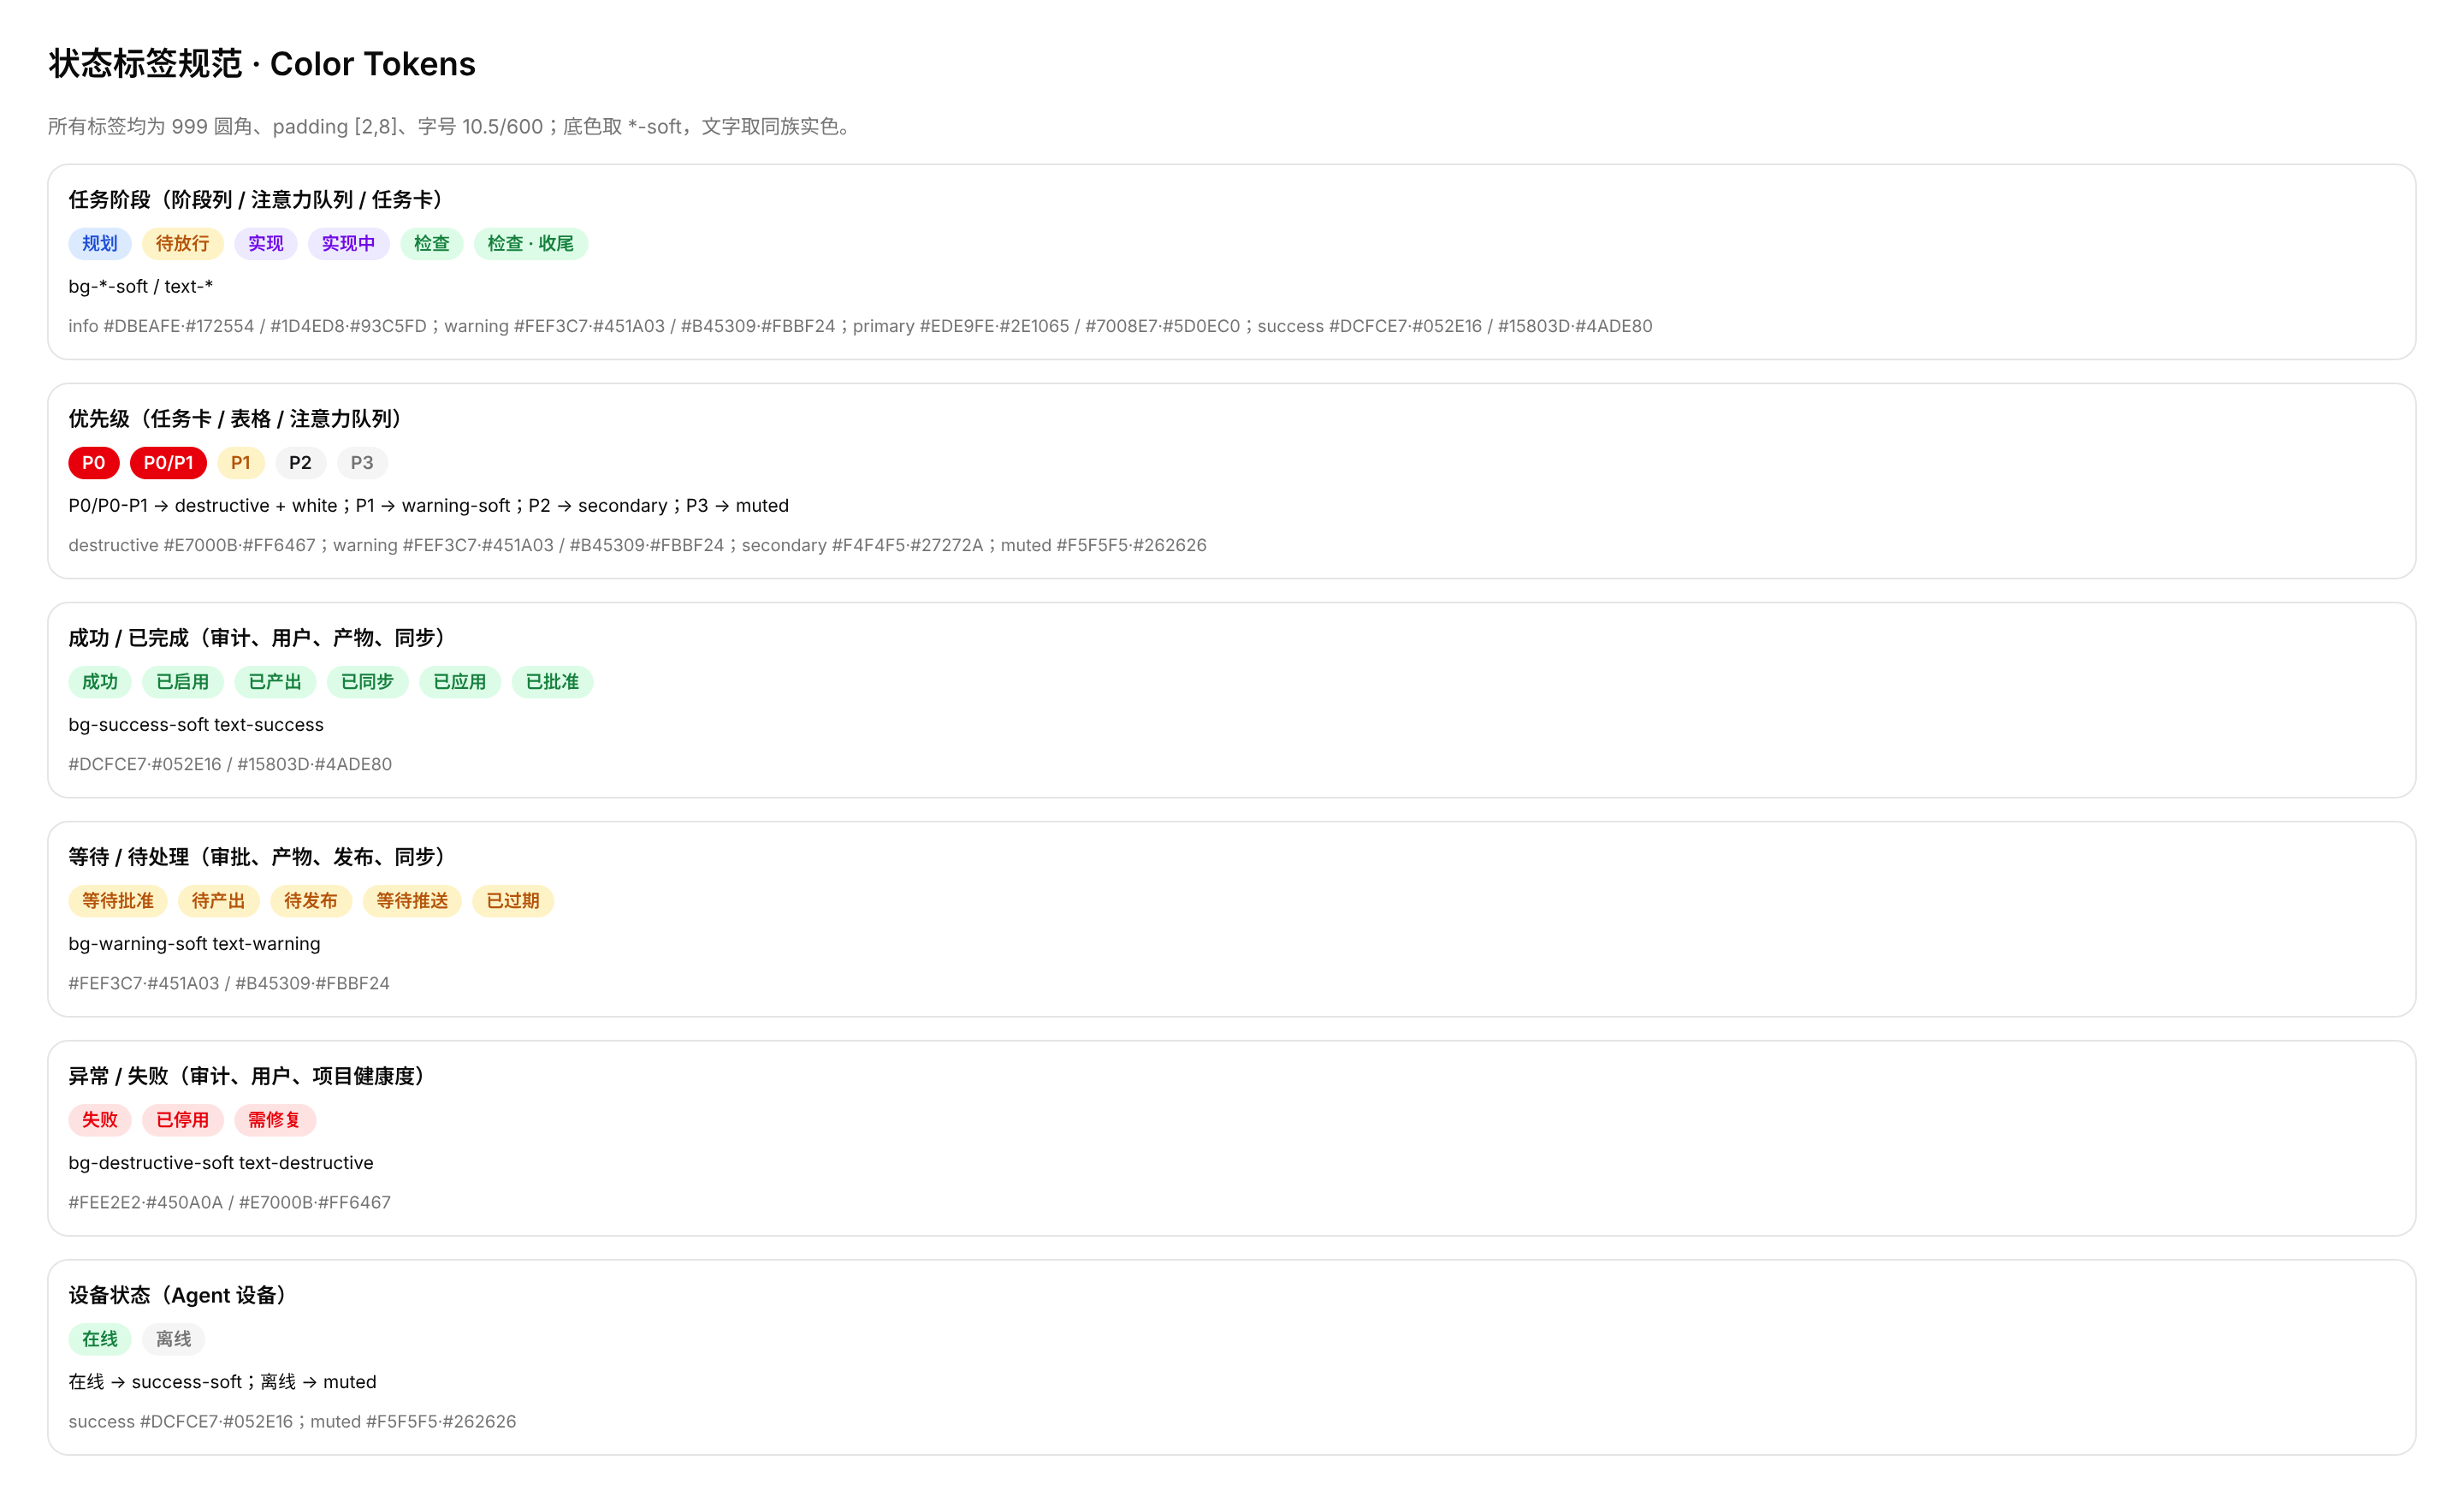 状态标签规范 · Color Tokens
所有标签均为 999 圆角、padding [2,8]、字号 10.5/600；底色取 *-soft，文字取同族实色。
任务阶段（阶段列 / 注意力队列 / 任务卡）
规划 待放行 实现 实现中 检查 检查 · 收尾
bg-*-soft / text-*
info #DBEAFE·#172554 / #1D4ED8·#93C5FD；warning #FEF3C7·#451A03 / #B45309·#FBBF24；primary #EDE9FE·#2E1065 / #7008E7·#5D0EC0；success #DCFCE7·#052E16 / #15803D·#4ADE80
优先级（任务卡 / 表格 / 注意力队列）
P0 P0/P1 P1 P2 P3
P0/P0-P1 → destructive + white；P1 → warning-soft；P2 → secondary；P3 → muted
destructive #E7000B·#FF6467；warning #FEF3C7·#451A03 / #B45309·#FBBF24；secondary #F4F4F5·#27272A；muted #F5F5F5·#262626
成功 / 已完成（审计、用户、产物、同步）
成功 已启用 已产出 已同步 已应用 已批准
bg-success-soft text-success
#DCFCE7·#052E16 / #15803D·#4ADE80
等待 / 待处理（审批、产物、发布、同步）
等待批准 待产出 待发布 等待推送 已过期
bg-warning-soft text-warning
#FEF3C7·#451A03 / #B45309·#FBBF24
异常 / 失败（审计、用户、项目健康度）
失败 已停用 需修复
bg-destructive-soft text-destructive
#FEE2E2·#450A0A / #E7000B·#FF6467
设备状态（Agent 设备）
在线 离线
在线 → success-soft；离线 → muted
success #DCFCE7·#052E16；muted #F5F5F5·#262626